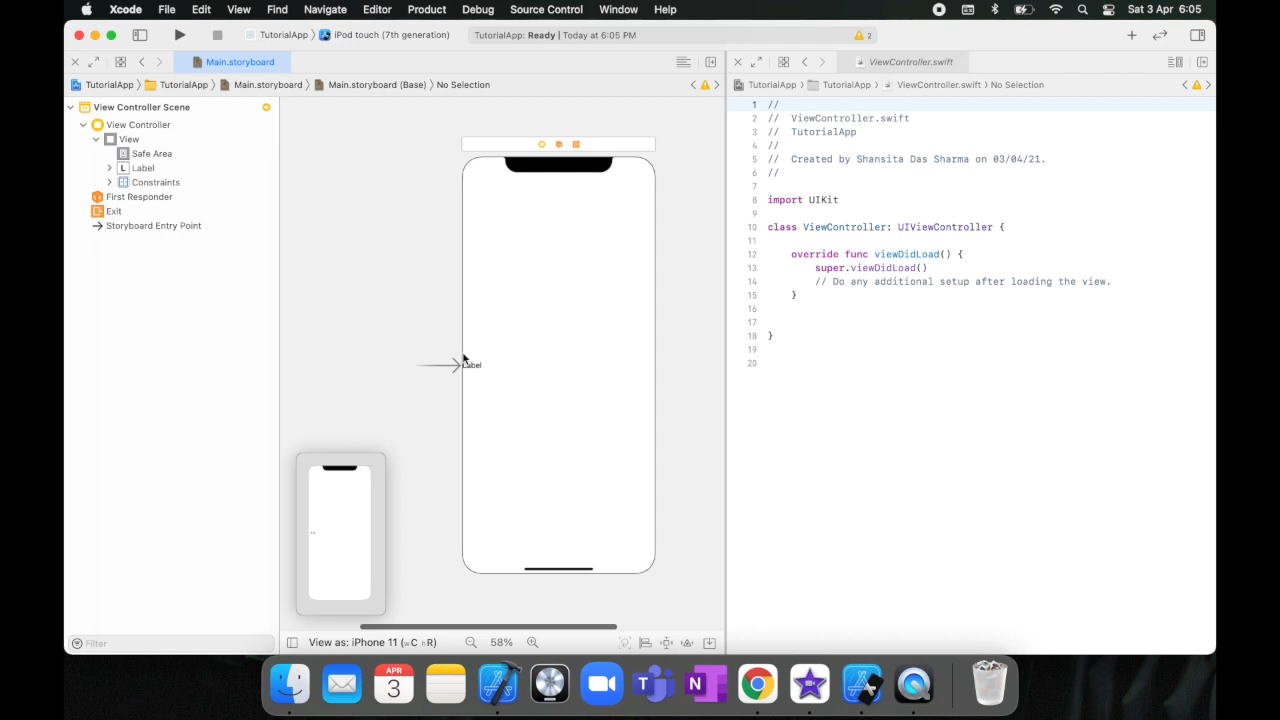 Xcode File Edit View Find Navigate Editor Product Debug Source Control Window Help Sat 3 Apr 6:05
TutorialApp iPod touch (7th generation) TutorialApp: Ready | Today at 6:05 PM 2
Main.storyboard ViewController.swift
TutorialApp TutorialApp Main.storyboard Main.storyboard (Base) No Selection
TutorialApp TutorialApp ViewController.swift No Selection
View Controller Scene
View Controller
View
Safe Area
L Label
Constraints
First Responder
Exit
Storyboard Entry Point
Label
1 //
2 // ViewController.swift
3 // TutorialApp
4 //
5 // Created by Shansita Das Sharma on 03/04/21.
6 //
7
8 import UIKit
9
10 class ViewController: UIViewController {
11
12 override func viewDidLoad() {
13 super.viewDidLoad()
14 // Do any additional setup after loading the view.
15 }
16
17
18 }
19
20
Filter
View as: iPhone 11 (wC hR) 58%
APR
3
T
N